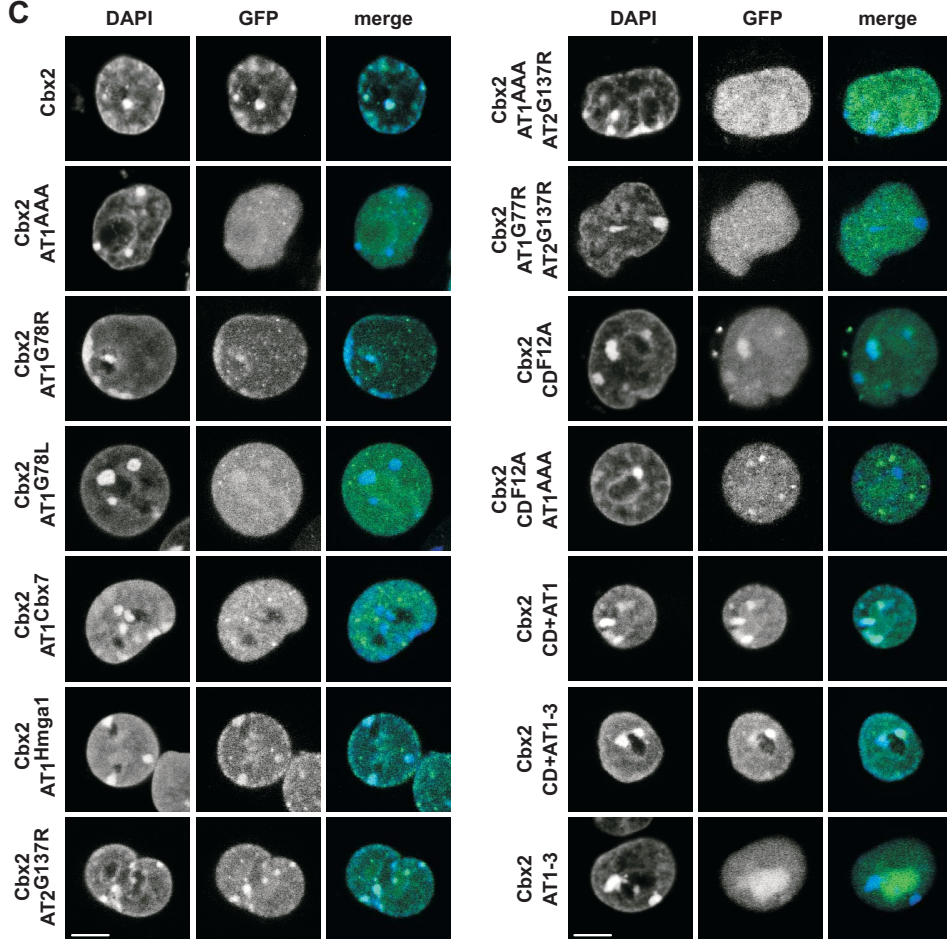 C
DAPI GFP merge
DAPI GFP merge
Cbx2
Cbx2
AT1AAA
Cbx2
AT1G78R
Cbx2
AT1G78L
Cbx2
AT1Cbx7
Cbx2
AT1Hmga1
Cbx2
AT2G137R
Cbx2
AT1AAA
AT2G137R
Cbx2
AT1G77R
AT2G137R
Cbx2
CDF12A
Cbx2
CDF12A
AT1AAA
Cbx2
CD+AT1
Cbx2
CD+AT1-3
Cbx2
AT1-3